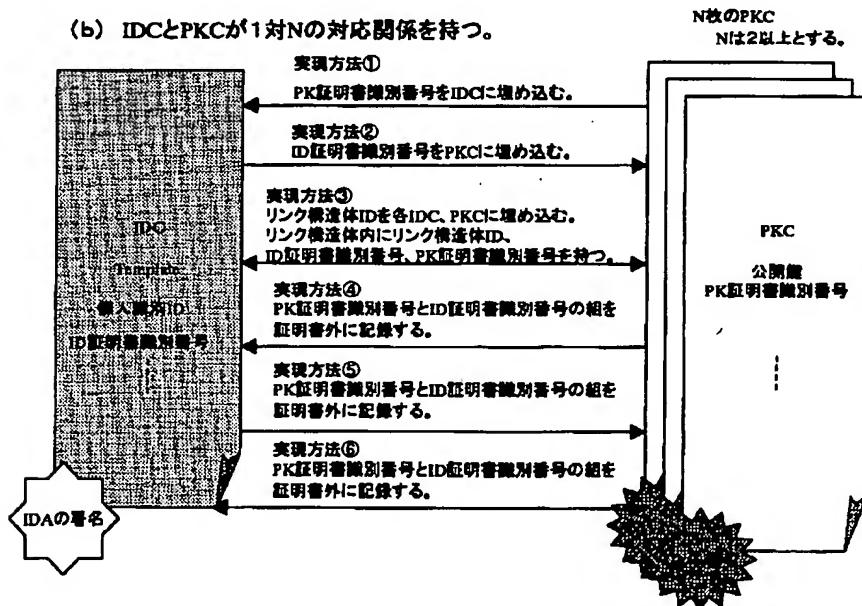 (b) IDCとPKCが1対Nの対応関係を持つ。
N枚のPKC
Nは2以上とする。
実現方法①
PK証明書識別番号をIDCに埋め込む。
実現方法②
ID証明書識別番号をPKCに埋め込む。
実現方法③
リンク構造体IDを各IDC、PKCに埋め込む。
リンク構造体内にリンク構造体ID、
ID証明書識別番号、PK証明書識別番号を持つ。
実現方法④
PK証明書識別番号とID証明書識別番号の組を
証明書外に記録する。
実現方法⑤
PK証明書識別番号とID証明書識別番号の組を
証明書外に記録する。
実現方法⑥
PK証明書識別番号とID証明書識別番号の組を
証明書外に記録する。
IDC
Template
個人識別ID
ID証明書識別番号
IDAの署名
PKC
公開鍵
PK証明書識別番号